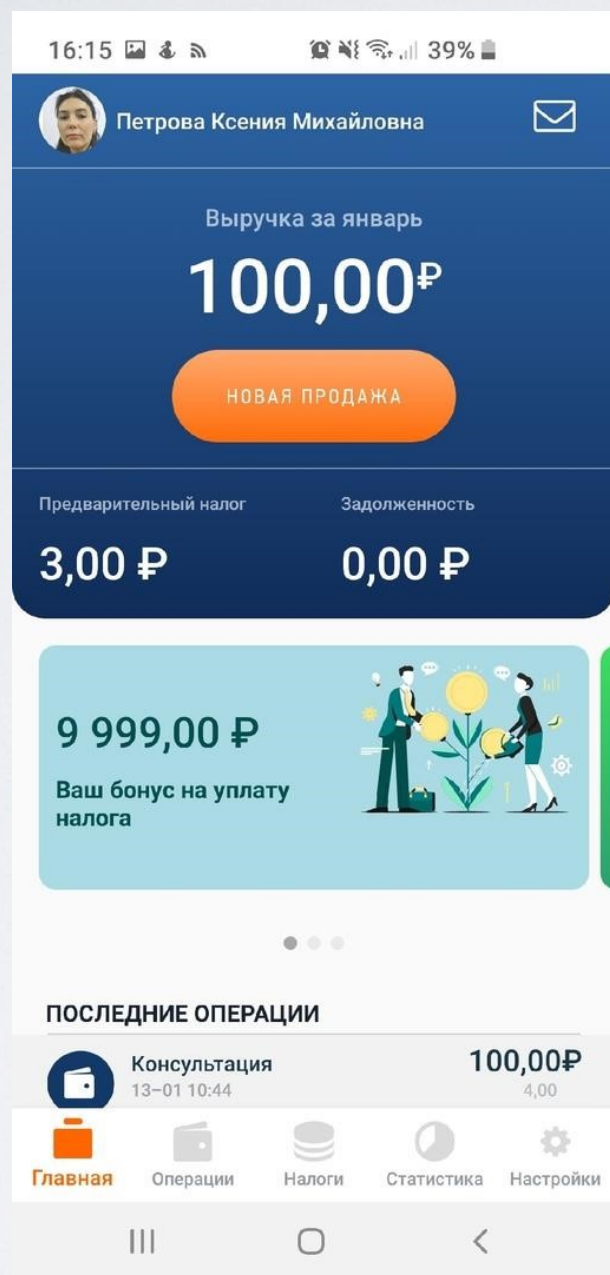 16:15
39%
Петрова Ксения Михайловна
Выручка за январь
100,00₽
НОВАЯ ПРОДАЖА
Предварительный налог
Задолженность
3,00 ₽
0,00 ₽
9 999,00 ₽
Ваш бонус на уплату
налога
ПОСЛЕДНИЕ ОПЕРАЦИИ
Консультация
100,00₽
13–01 10:44
4,00
Главная
Операции
Налоги
Статистика
Настройки